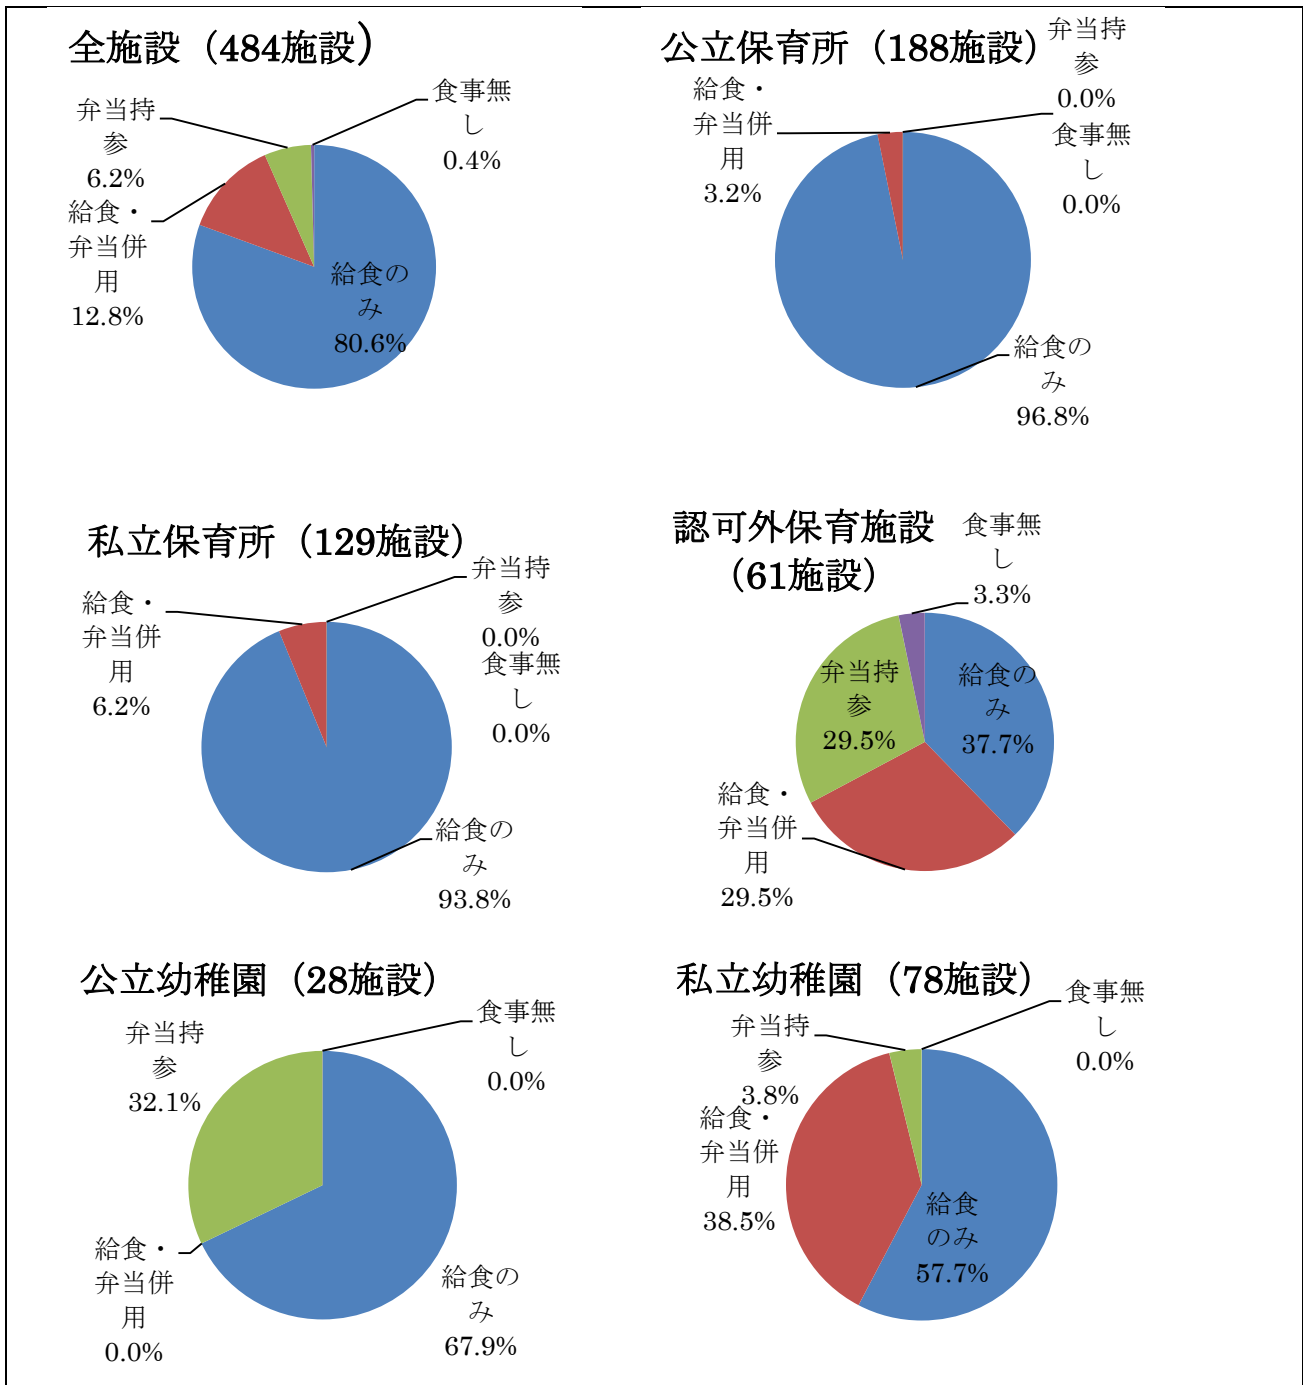 全施設（484施設）
弁当持
参
6.2%
食事無
し
0.4%
給食・
弁当併
用
12.8%
給食の
み
80.6%
公立保育所（188施設）
弁当持
参
0.0%
給食・
弁当併
用
3.2%
食事無
し
0.0%
給食の
み
96.8%
私立保育所（129施設）
弁当持
参
0.0%
給食・
弁当併
用
6.2%
食事無
し
0.0%
給食の
み
93.8%
認可外保育施設
（61施設）
食事無
し
3.3%
弁当持
参
29.5%
給食の
み
37.7%
給食・
弁当併
用
29.5%
公立幼稚園（28施設）
食事無
し
0.0%
弁当持
参
32.1%
給食・
弁当併
用
0.0%
給食の
み
67.9%
私立幼稚園（78施設）
食事無
し
0.0%
弁当持
参
3.8%
給食・
弁当併
用
38.5%
給食
のみ
57.7%